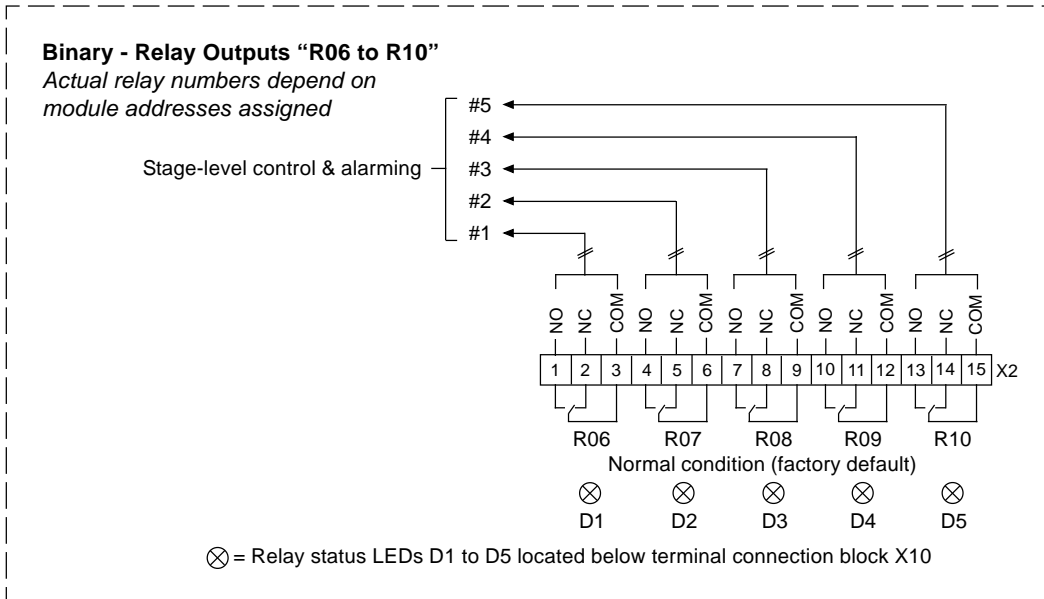 Binary - Relay Outputs “R06 to R10”
Actual relay numbers depend on
module addresses assigned
#5
#4
Stage-level control & alarming
#3
#2
#1
NO NC COM NO NC COM NO NC COM NO NC COM NO NC COM
1 2 3 4 5 6 7 8 9 10 11 12 13 14 15 X2
R06 R07 R08 R09 R10
Normal condition (factory default)
D1 D2 D3 D4 D5
= Relay status LEDs D1 to D5 located below terminal connection block X10